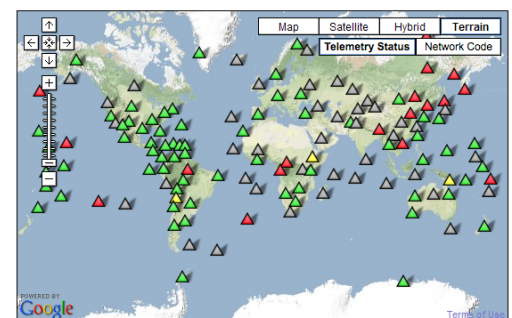 Map Satellite Hybrid Terrain
Telemetry Status Network Code
POWERED BY
Google
Terms of Use